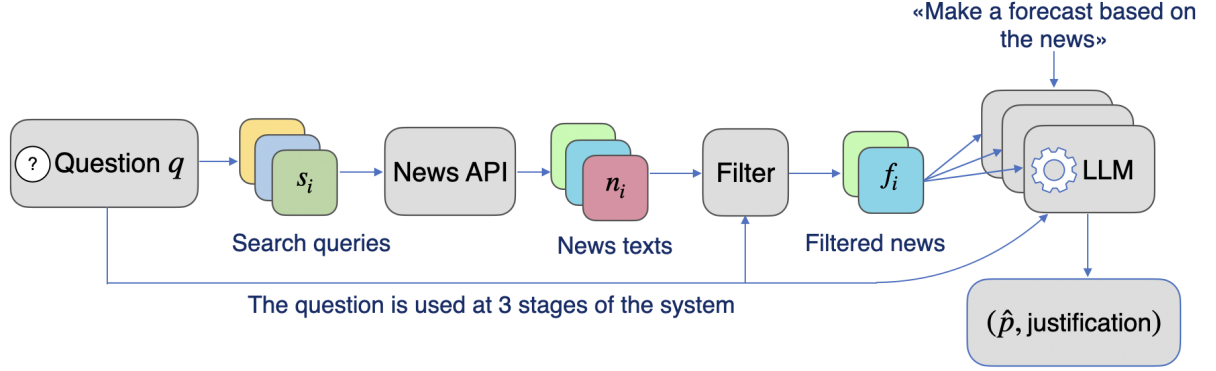 «Make a forecast based on
the news»
? Question q
s_i
News API
n_i
Filter
f_i
LLM
Search queries
News texts
Filtered news
The question is used at 3 stages of the system
(p̂, justification)